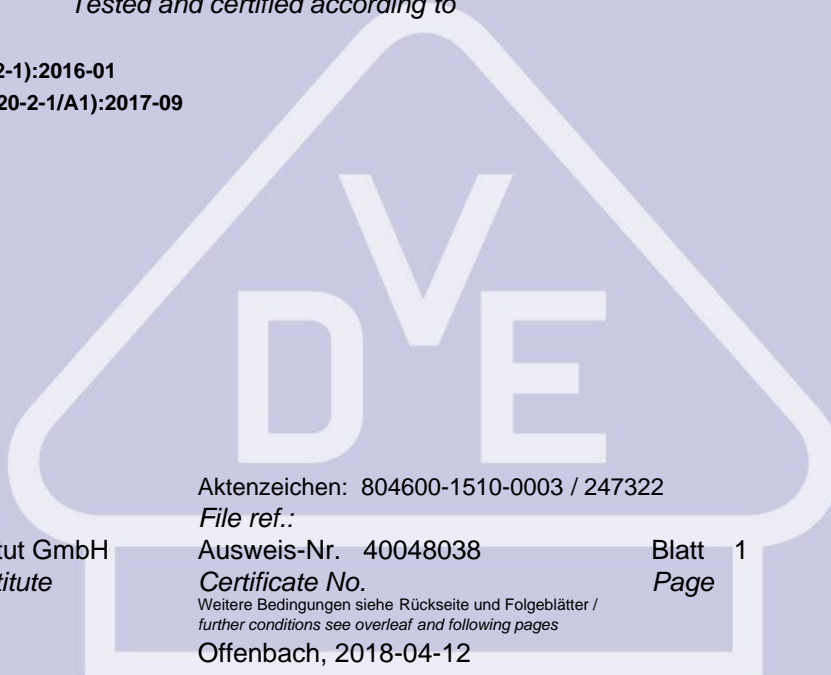 Tested and certified according to
2-1):2016-01
20-2-1/A1):2017-09
VDE
Aktenzeichen: 804600-1510-0003 / 247322
File ref.:
tut GmbH
Ausweis-Nr. 40048038
Blatt 1
titute
Certificate No.
Page
Weitere Bedingungen siehe Rückseite und Folgeblätter /
further conditions see overleaf and following pages
Offenbach, 2018-04-12